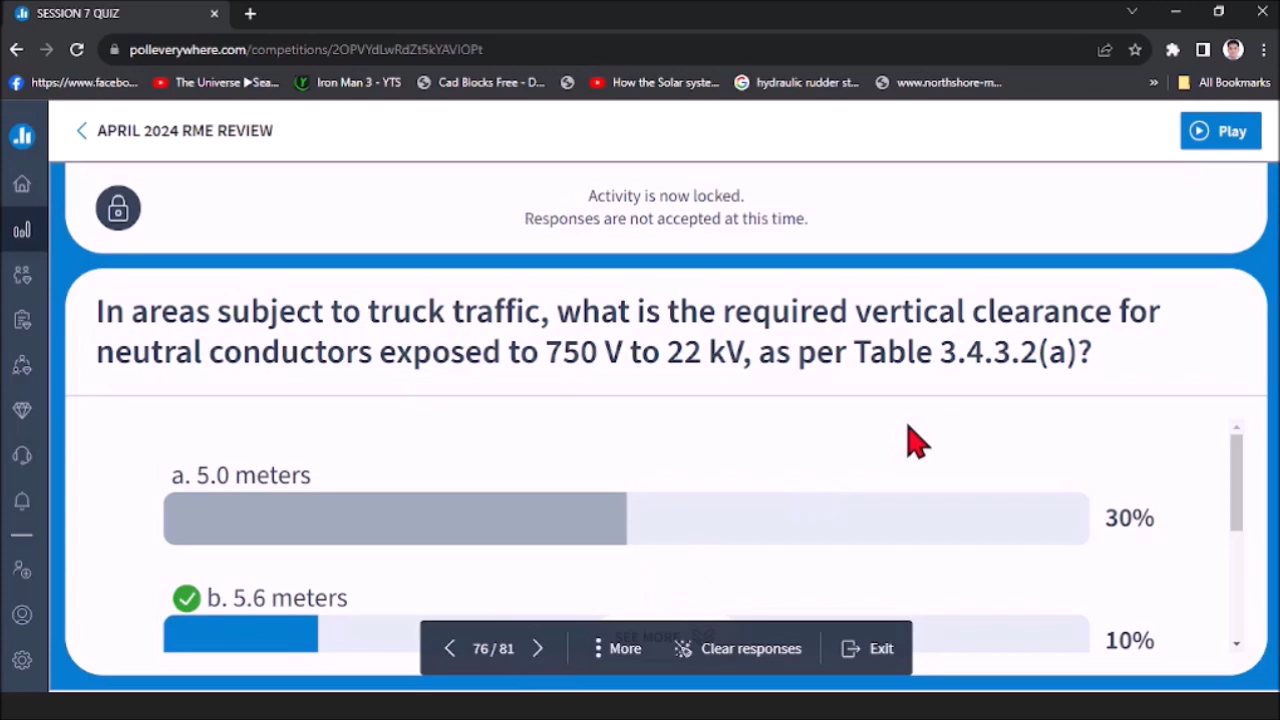 SESSION 7 QUIZ
polleverywhere.com/competitions/2OPVYdLwRdZt5kYAVIOPt
https://www.facebo... The Universe ▶Sea... Iron Man 3 - YTS Cad Blocks Free - D... How the Solar syste... hydraulic rudder st... www.northshore-m... » All Bookmarks
APRIL 2024 RME REVIEW
Play
Activity is now locked.
Responses are not accepted at this time.
In areas subject to truck traffic, what is the required vertical clearance for
neutral conductors exposed to 750 V to 22 kV, as per Table 3.4.3.2(a)?
a. 5.0 meters
30%
b. 5.6 meters
10%
SEE MORE
76 / 81 More Clear responses Exit